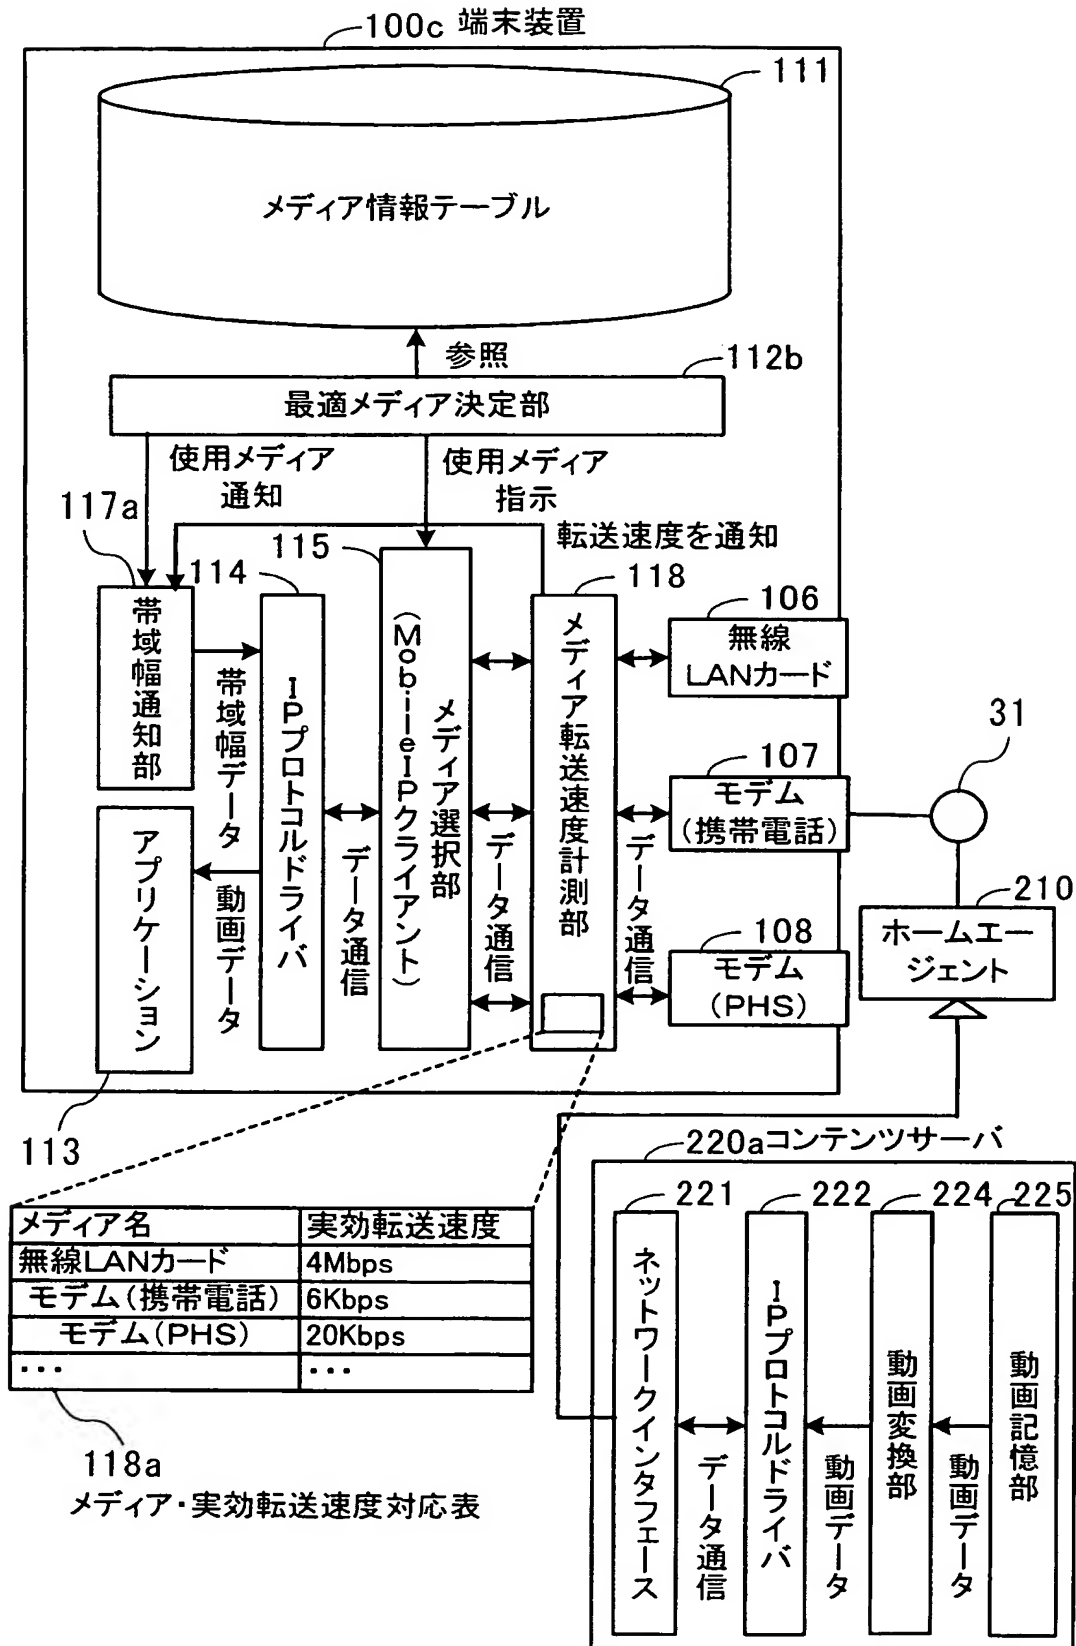 100c 端末装置
111
メディア情報テーブル
参照
112b
最適メディア決定部
使用メディア
通知
使用メディア
指示
117a
転送速度を通知
114
115
118
106
無線
LANカード
帯域幅通知部
帯域幅データ
IPプロトコルドライバ
メディア選択部
(MobileIPクライアント)
メディア転送速度計測部
31
107
モデム
(携帯電話)
アプリケーション
動画データ
データ通信
データ通信
データ通信
210
ホームエー
ジェント
108
モデム
(PHS)
113
220aコンテンツサーバ
メディア名 実効転送速度
無線LANカード 4Mbps
モデム(携帯電話) 6Kbps
モデム(PHS) 20Kbps
・・・ ・・・
118a
メディア・実効転送速度対応表
221
222
224
225
ネットワークインタフェース
データ通信
IPプロトコルドライバ
動画データ
動画変換部
動画データ
動画記憶部